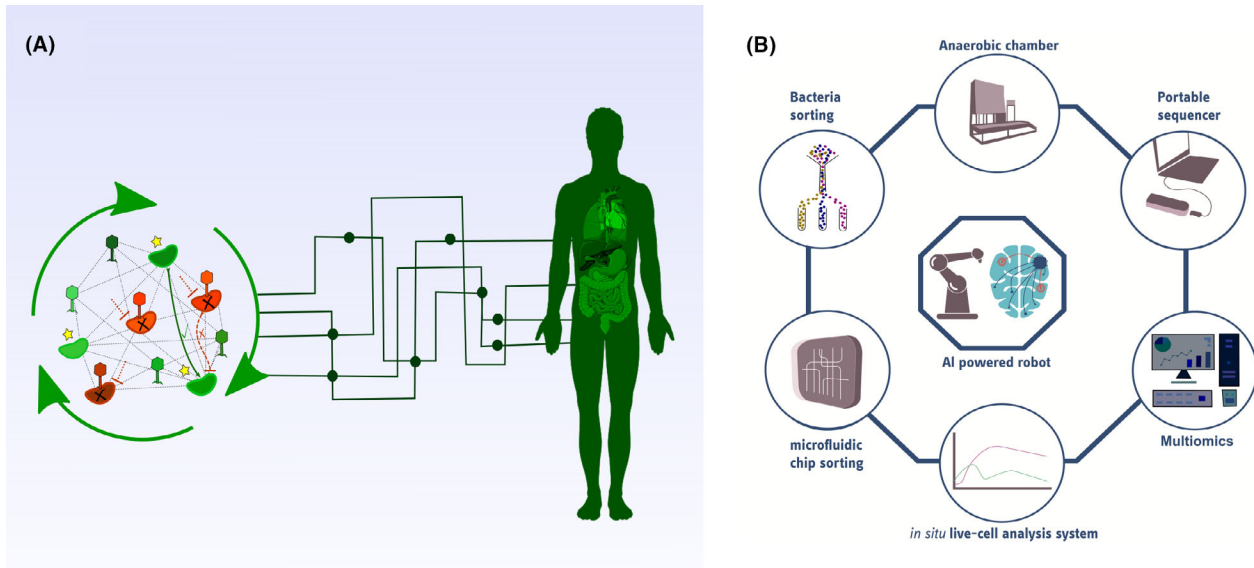 (A)
(B)
Anaerobic chamber
Bacteria
sorting
Portable
sequencer
AI powered robot
microfluidic
chip sorting
Multiomics
in situ live-cell analysis system